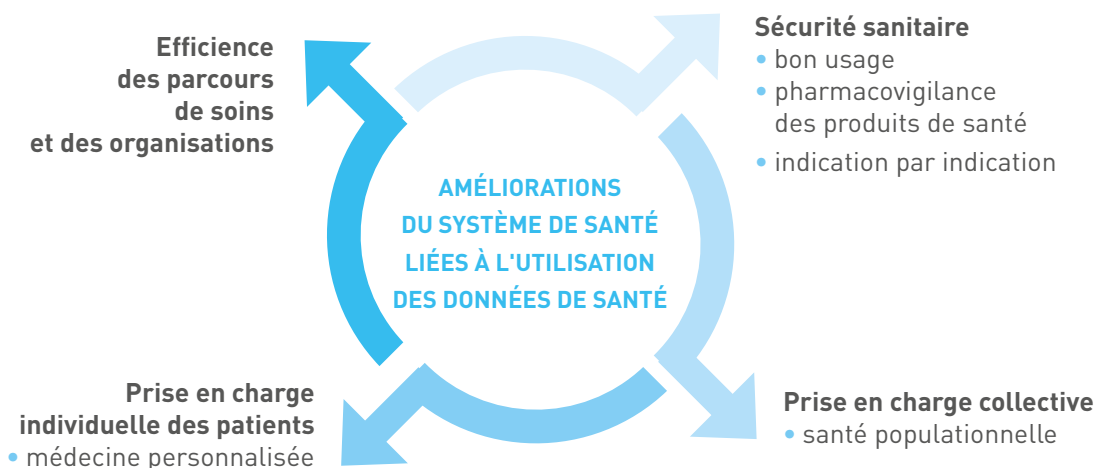 Efficience
des parcours
de soins
et des organisations
Sécurité sanitaire
• bon usage
• pharmacovigilance
des produits de santé
• indication par indication
AMÉLIORATIONS
DU SYSTÈME DE SANTÉ
LIÉES À L'UTILISATION
DES DONNÉES DE SANTÉ
Prise en charge
individuelle des patients
• médecine personnalisée
Prise en charge collective
• santé populationnelle